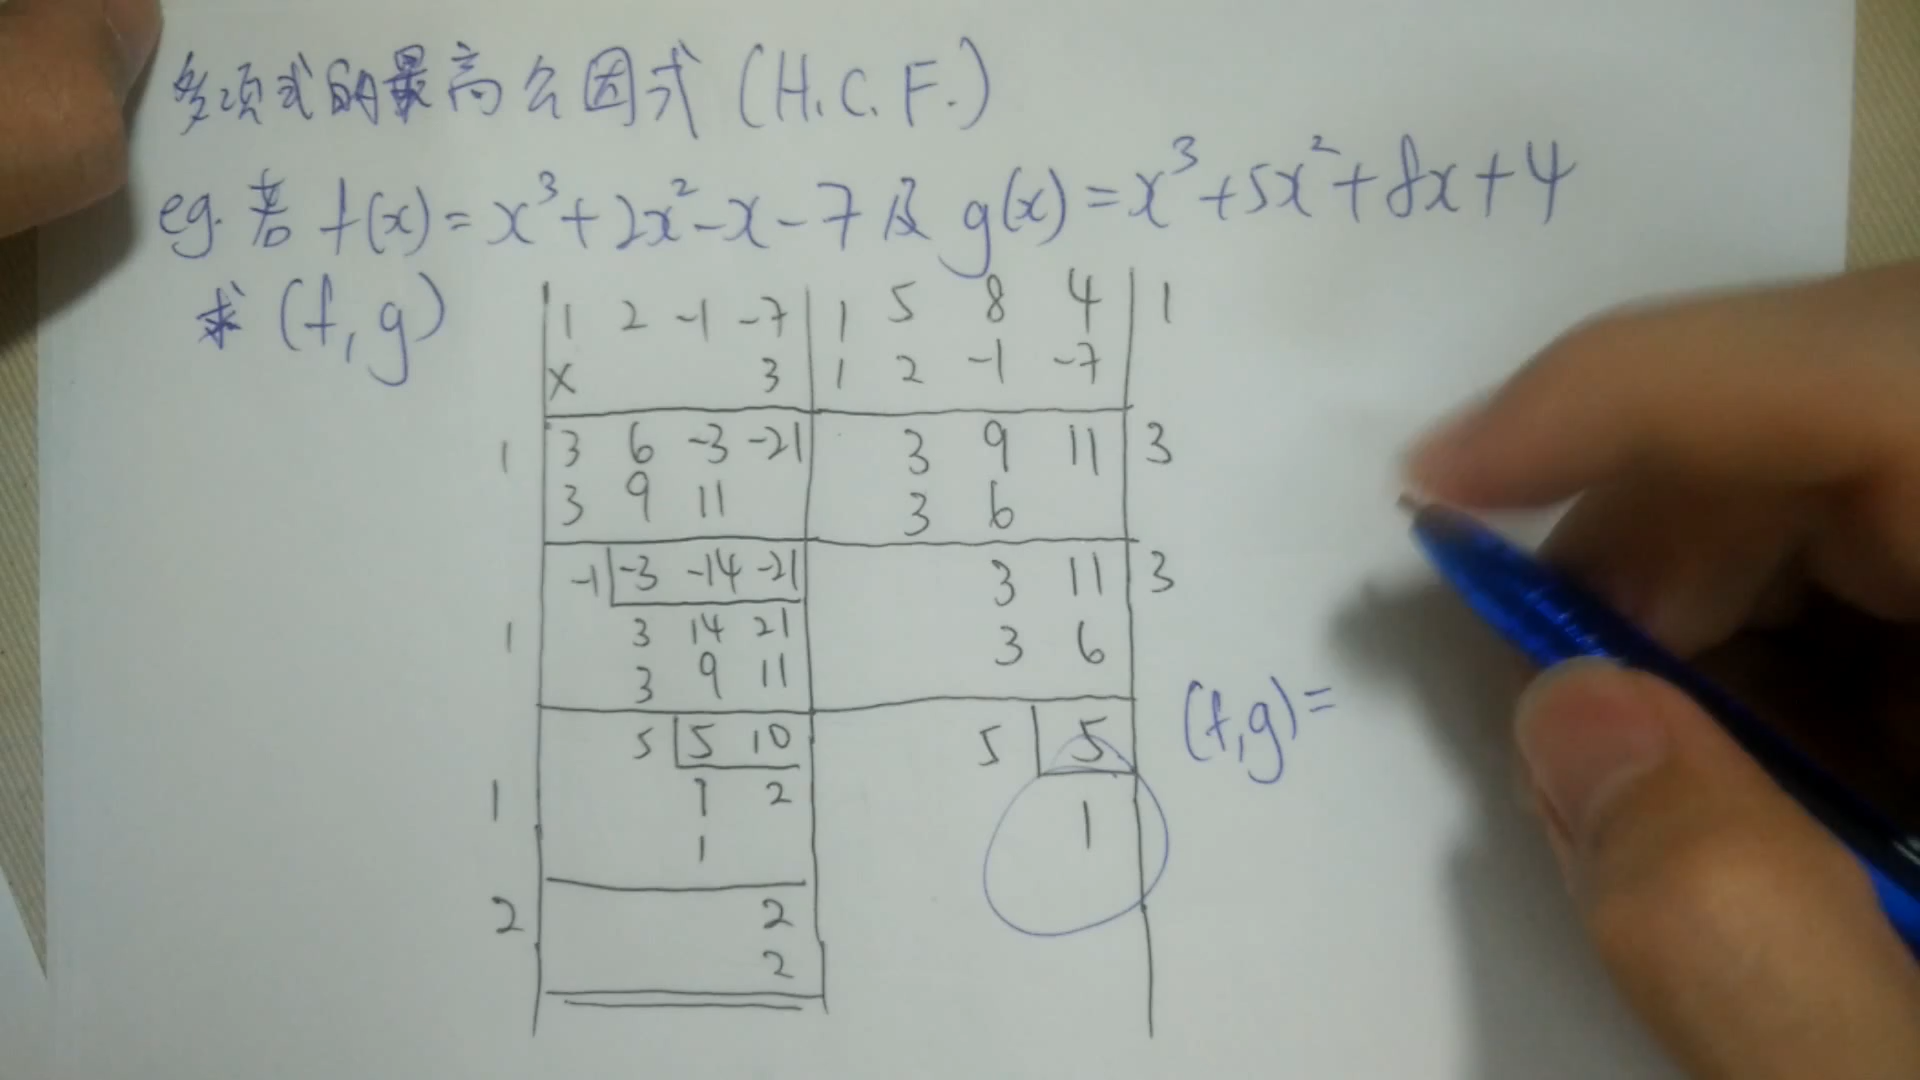 多项式的最高公因式 (H.C.F.)
eg. 若 f(x) = x³+2x²-x-7 及 g(x) = x³+5x²+8x+4
求 (f,g)
1 2 -1 -7 | 1 5 8 4 | 1
x 3 | 1 2 -1 -7
1 | 3 6 -3 -21 | 3 9 11 | 3
3 9 11 | 3 6
-1 | -3 -14 -21 | 3 11 | 3
1 | 3 14 21 | 3 6
3 9 11
5 | 5 10 | 5 | 5
(f,g) =
1 | 1 2 | 1
1
2 | 2
2